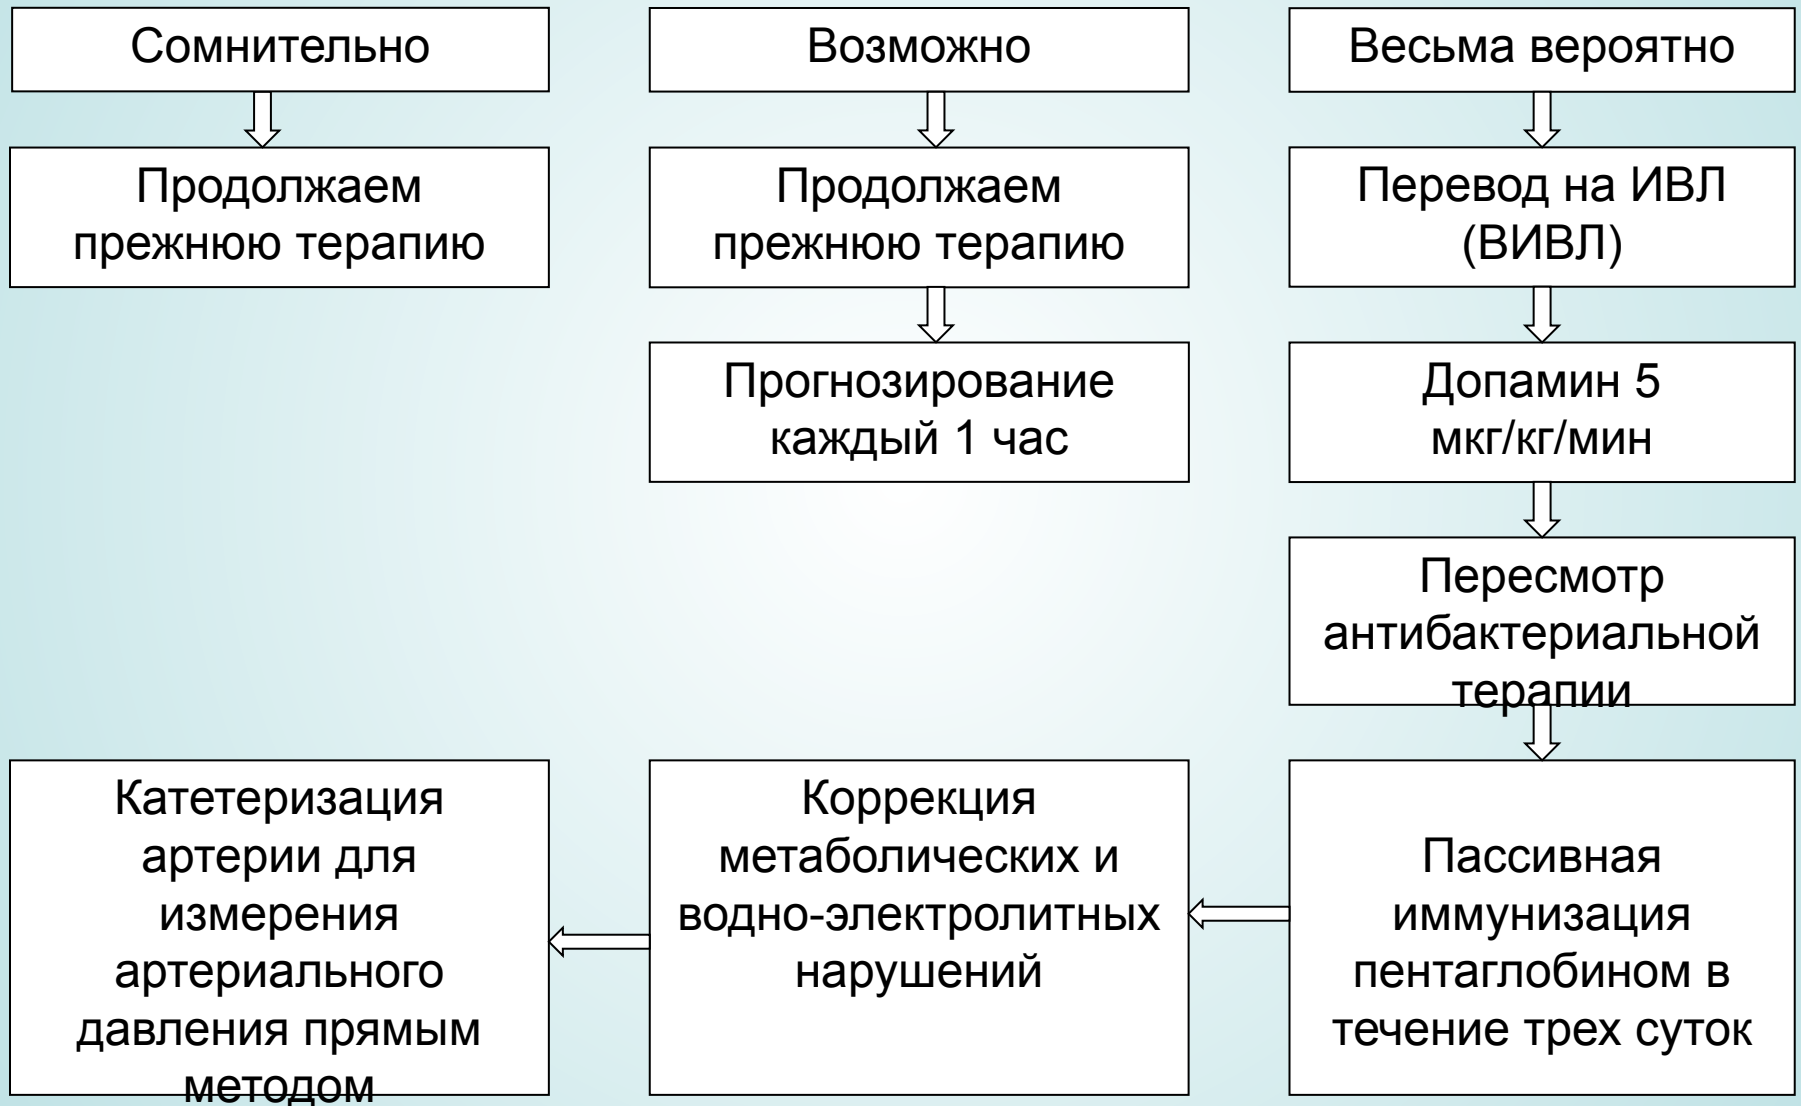 Сомнительно
Возможно
Весьма вероятно
Продолжаем
прежнюю терапию
Продолжаем
прежнюю терапию
Перевод на ИВЛ
(ВИВЛ)
Прогнозирование
каждый 1 час
Допамин 5
мкг/кг/мин
Пересмотр
антибактериальной
терапии
Катетеризация
артерии для
измерения
артериального
давления прямым
методом
Коррекция
метаболических и
водно-электролитных
нарушений
Пассивная
иммунизация
пентаглобином в
течение трех суток